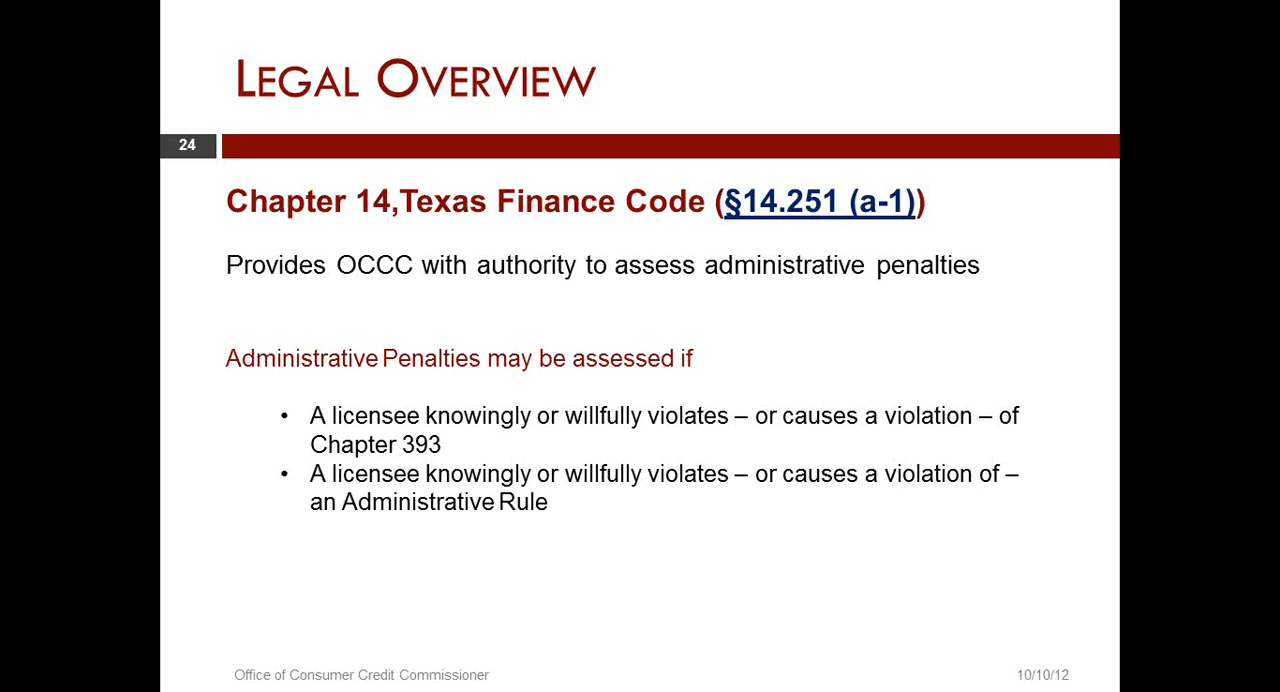 LEGAL OVERVIEW
24
Chapter 14,Texas Finance Code (§14.251 (a-1))
Provides OCCC with authority to assess administrative penalties
Administrative Penalties may be assessed if
• A licensee knowingly or willfully violates – or causes a violation – of
Chapter 393
• A licensee knowingly or willfully violates – or causes a violation of –
an Administrative Rule
Office of Consumer Credit Commissioner
10/10/12